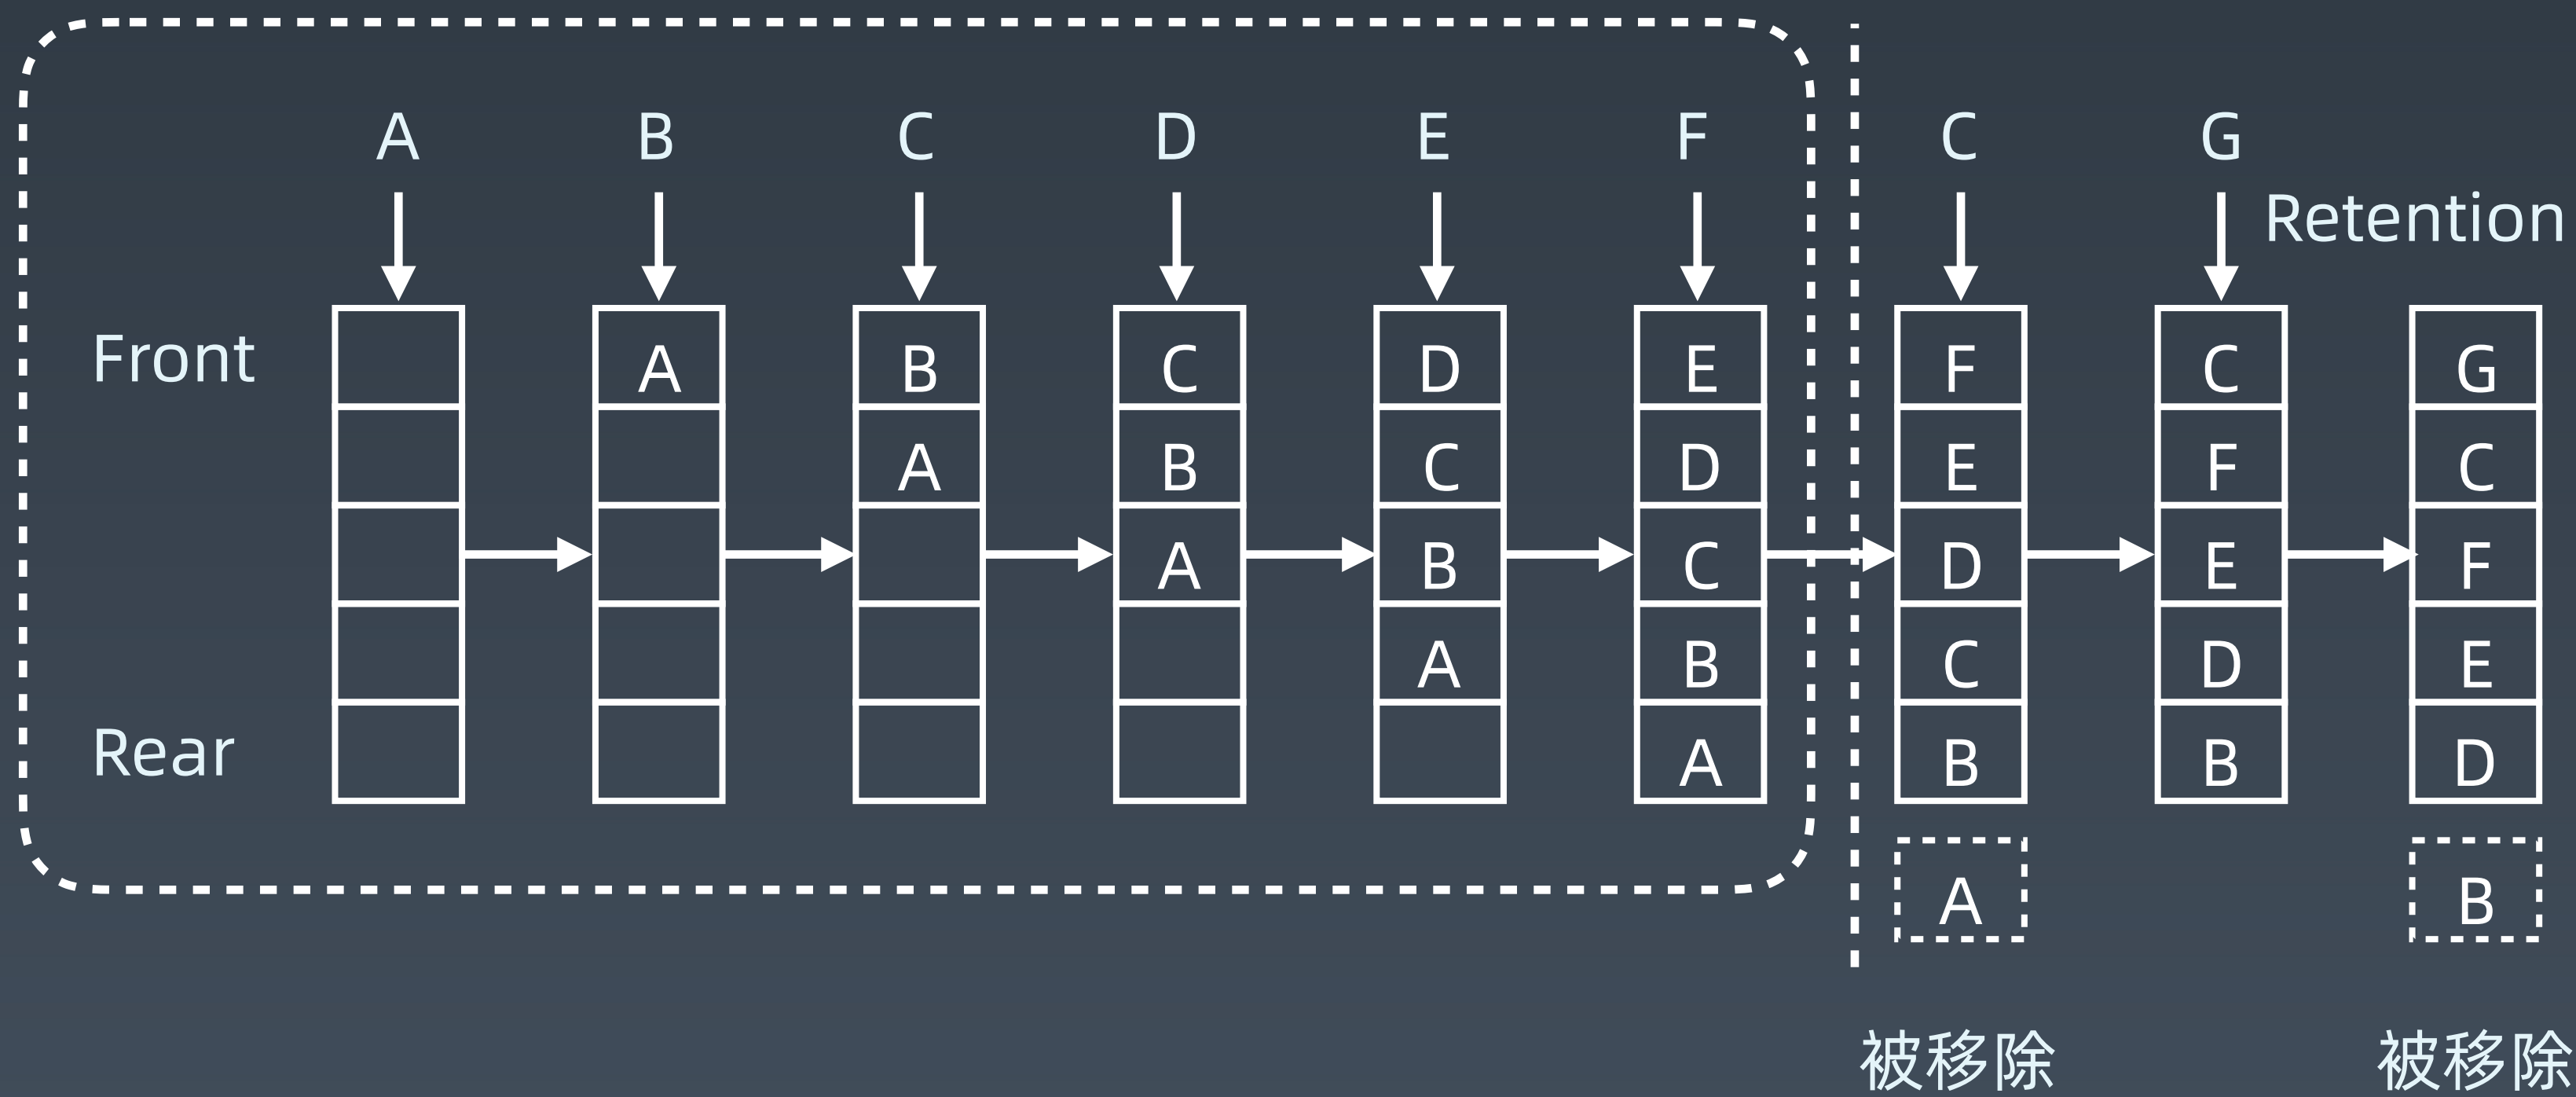 A B C D E F C G
Retention
Front A B C D E F C G
A B C D E F C
A B C D E F
A B C D E
Rear A B B D
A B
被移除 被移除